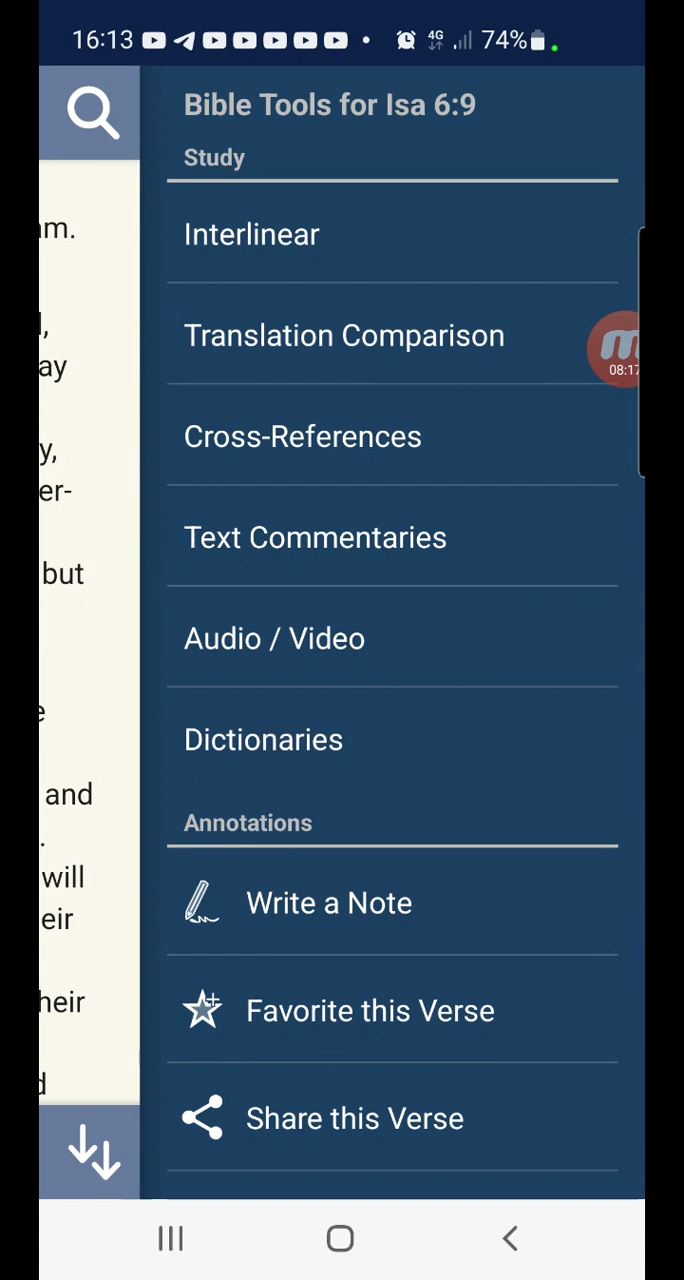 16:13 4G 74%
Bible Tools for Isa 6:9
Study
Interlinear
Translation Comparison
08:17
Cross-References
Text Commentaries
Audio / Video
Dictionaries
Annotations
Write a Note
Favorite this Verse
Share this Verse
ay
er-
but
and
will
eir
heir